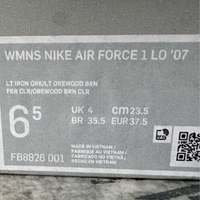 WMNS NIKE AIR FORCE 1 LO '07
LT IRON ORE/LT OREWOOD BRN
FER CLR/OREWOOD BRN CLR
6.5
UK 4 CM 23.5
BR 35.5 EUR 37.5
MADE IN VIETNAM /
FABRIQUÉ AU VIETNAM /
FABRICADO EN VIETNAM
FB8826 001